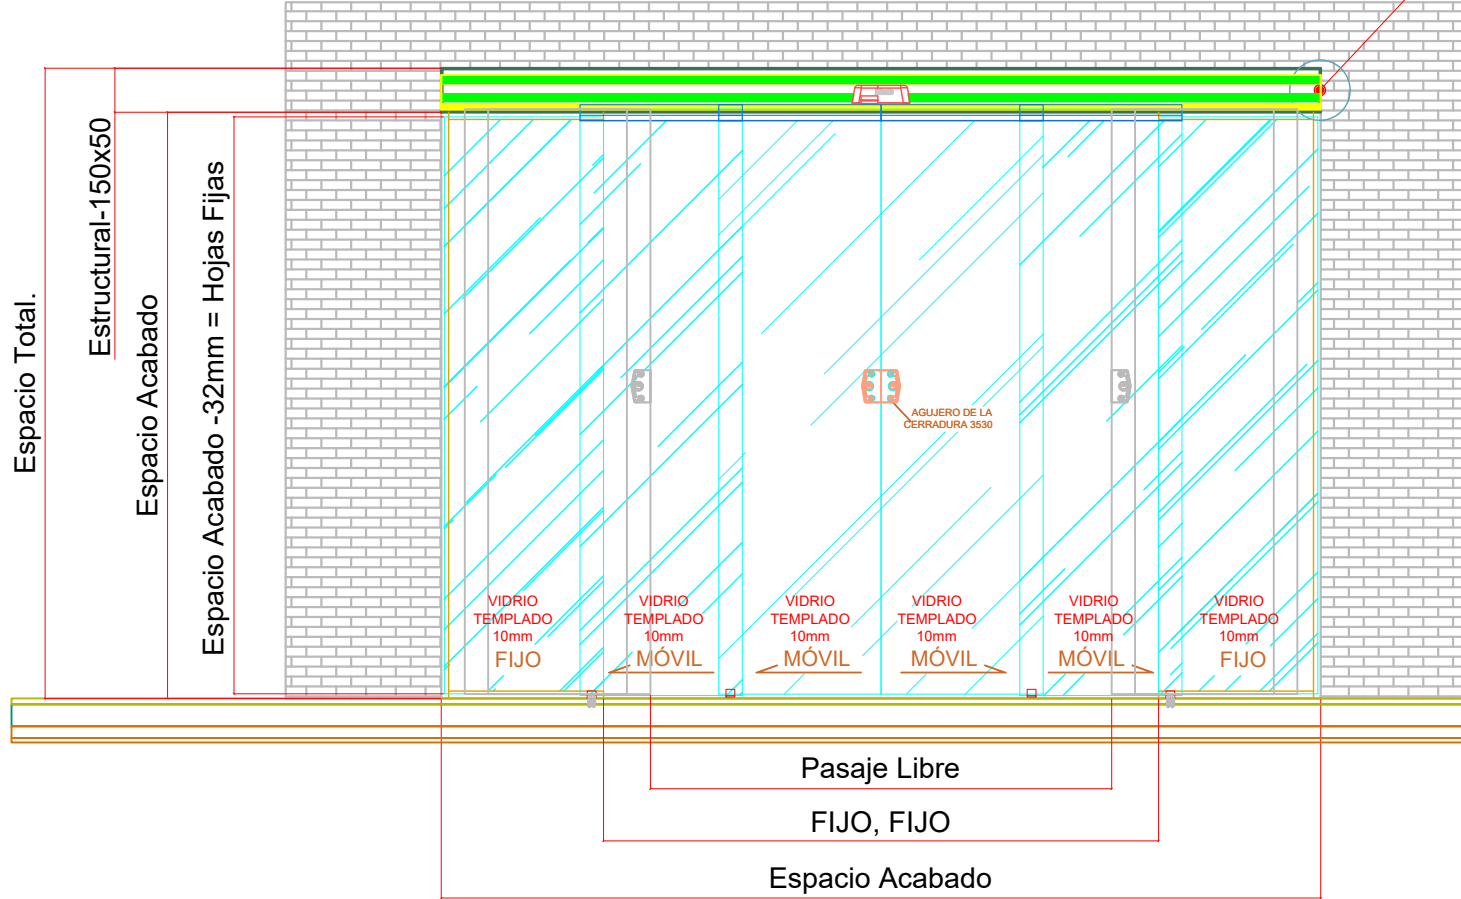 Espacio Total.
Estructural-150x50
Espacio Acabado
Espacio Acabado -32mm = Hojas Fijas
AGUJERO DE LA
CERRADURA 3530
VIDRIO
TEMPLADO
10mm
FIJO
VIDRIO
TEMPLADO
10mm
MÓVIL
VIDRIO
TEMPLADO
10mm
MÓVIL
VIDRIO
TEMPLADO
10mm
MÓVIL
VIDRIO
TEMPLADO
10mm
MÓVIL
VIDRIO
TEMPLADO
10mm
FIJO
Pasaje Libre
FIJO, FIJO
Espacio Acabado